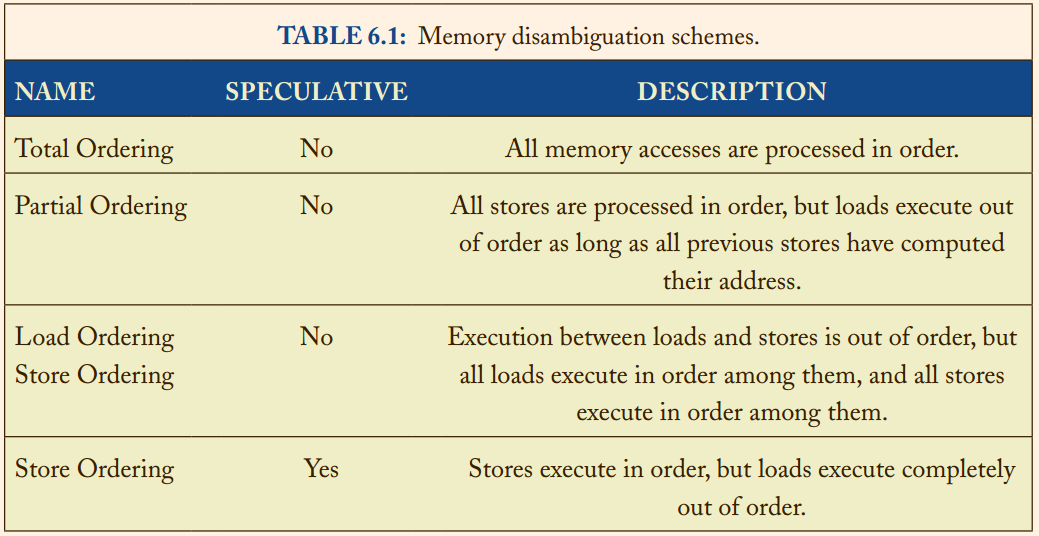 TABLE 6.1: Memory disambiguation schemes.
NAME SPECULATIVE DESCRIPTION
Total Ordering No All memory accesses are processed in order.
Partial Ordering No All stores are processed in order, but loads execute out
of order as long as all previous stores have computed
their address.
Load Ordering No Execution between loads and stores is out of order, but
Store Ordering all loads execute in order among them, and all stores
execute in order among them.
Store Ordering Yes Stores execute in order, but loads execute completely
out of order.